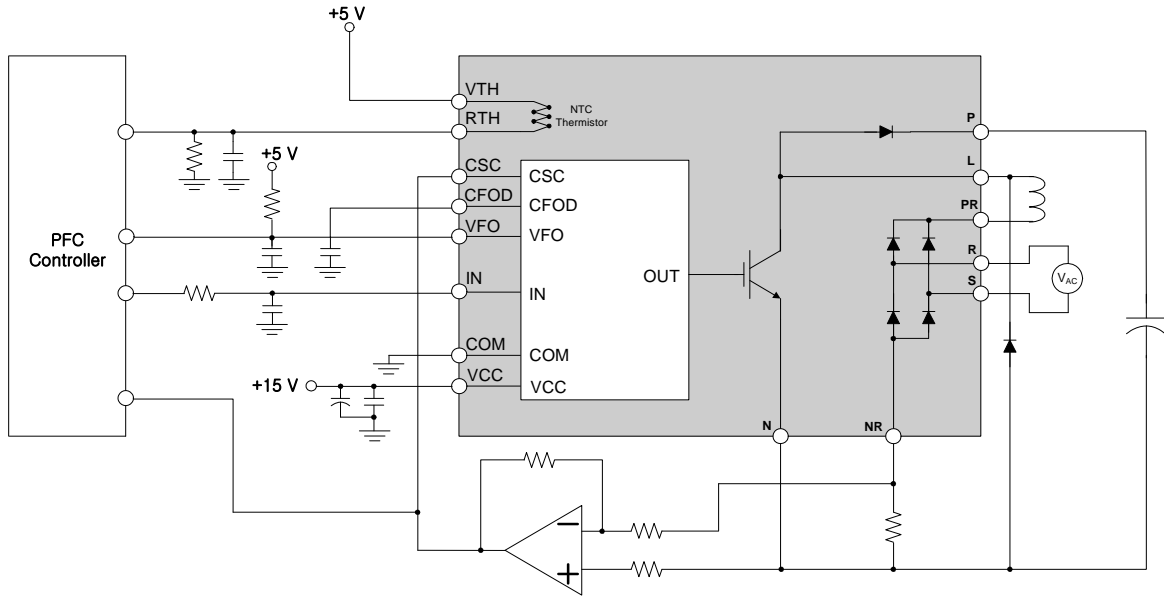 +5 V
VTH
RTH
NTC
Thermistor
P
+5 V
CSC
CSC
L
CFOD
CFOD
PR
PFC
Controller
VFO
VFO
R
OUT
VAC
S
IN
IN
COM
COM
+15 V
VCC
VCC
N
NR
−
+